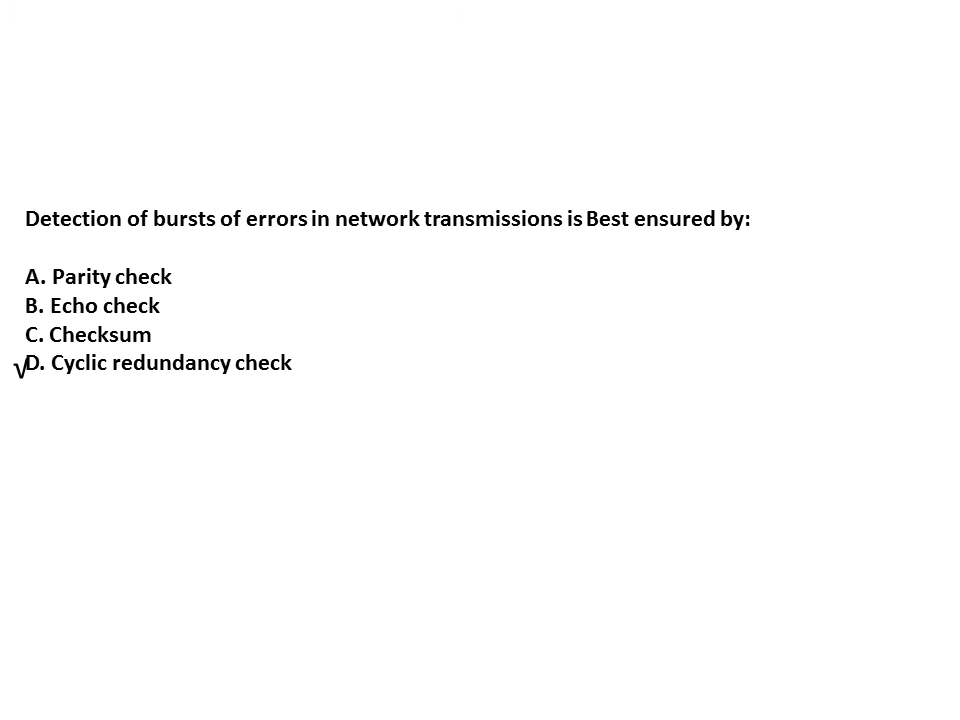 Detection of bursts of errors in network transmissions is Best ensured by:
A. Parity check
B. Echo check
C. Checksum
√D. Cyclic redundancy check